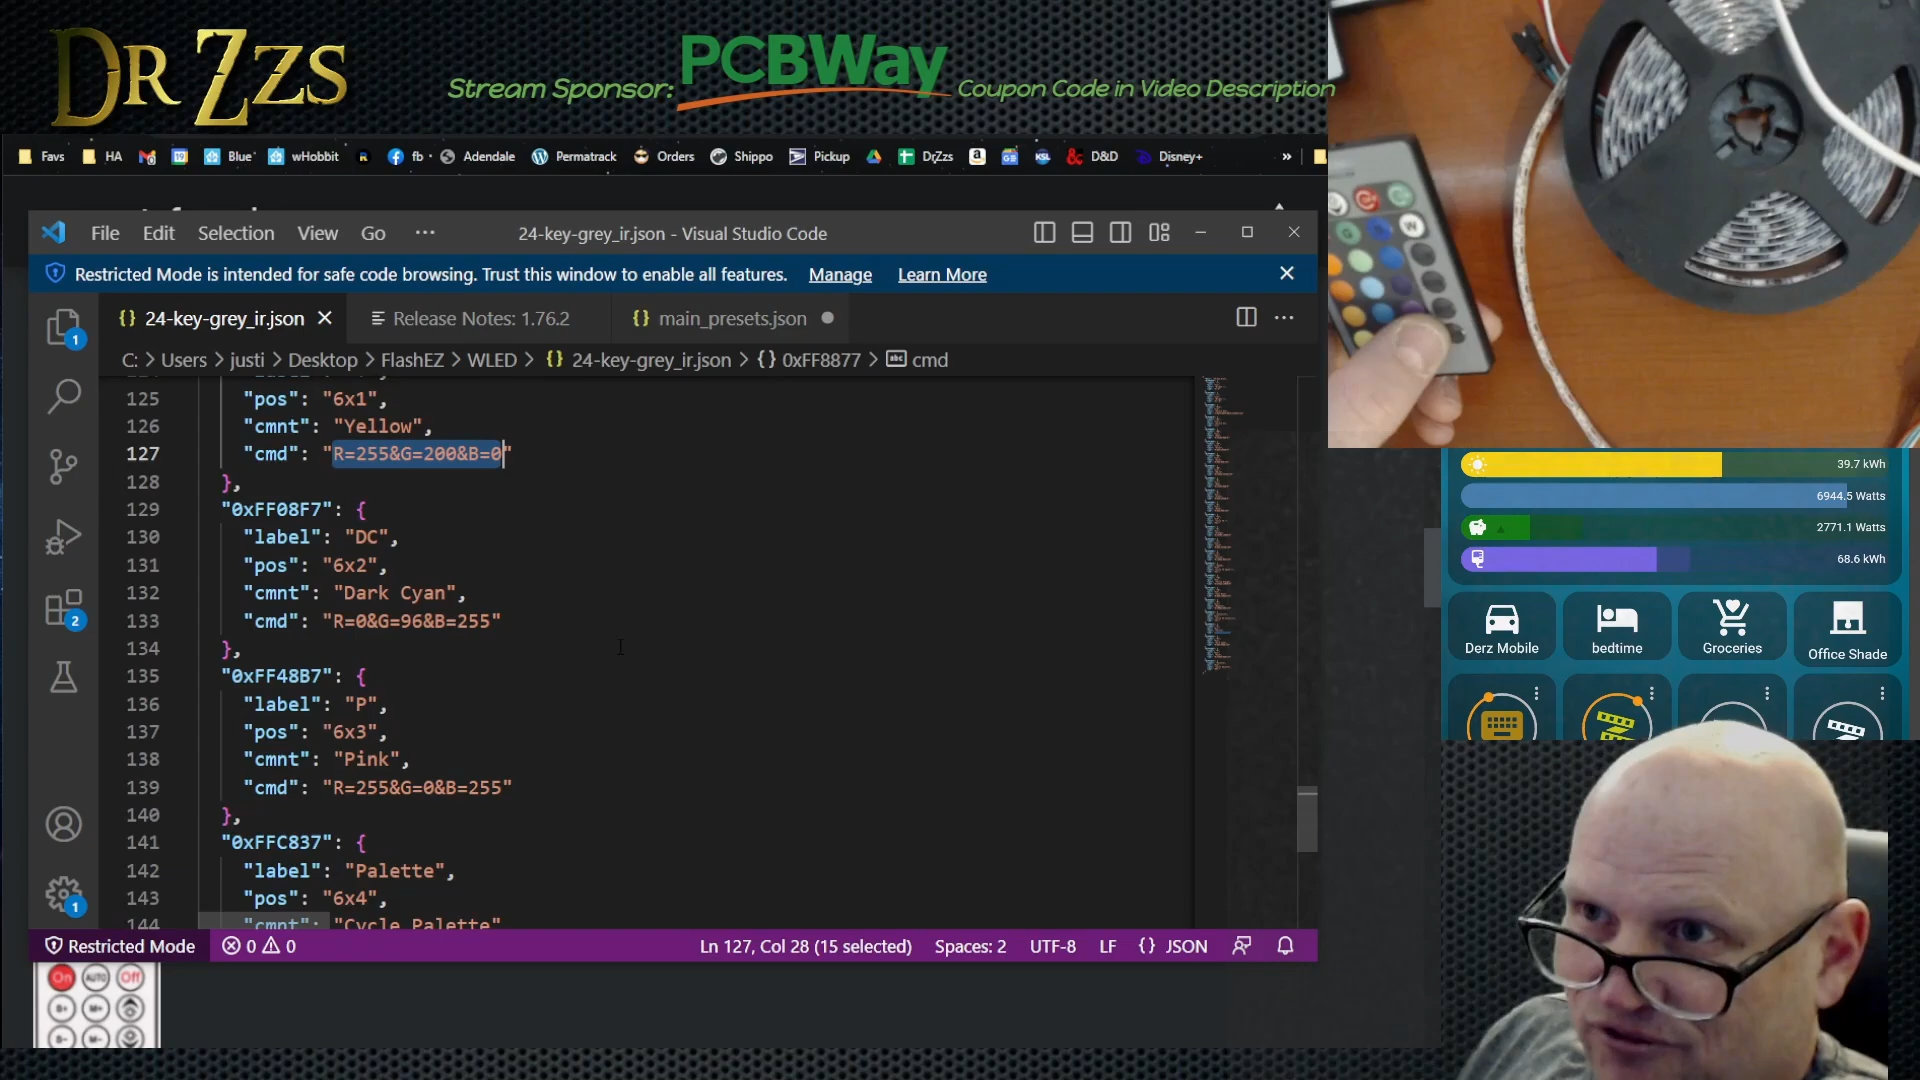 DR ZZS
Stream Sponsor: PCBWay Coupon Code in Video Description
Favs HA Blue wHobbit fb Adendale Permatrack Orders Shippo Pickup DrZzs KSL D&D Disney+ »
File Edit Selection View Go ··· 24-key-grey_ir.json - Visual Studio Code
Restricted Mode is intended for safe code browsing. Trust this window to enable all features. Manage Learn More
{} 24-key-grey_ir.json Release Notes: 1.76.2 {} main_presets.json
C: > Users > justi > Desktop > FlashEZ > WLED > {} 24-key-grey_ir.json > {} 0xFF8877 > abc cmd
125 "pos": "6x1",
126 "cmnt": "Yellow",
127 "cmd": "R=255&G=200&B=0"
128 },
129 "0xFF08F7": {
130 "label": "DC",
131 "pos": "6x2",
132 "cmnt": "Dark Cyan",
133 "cmd": "R=0&G=96&B=255"
134 },
135 "0xFF48B7": {
136 "label": "P",
137 "pos": "6x3",
138 "cmnt": "Pink",
139 "cmd": "R=255&G=0&B=255"
140 },
141 "0xFFC837": {
142 "label": "Palette",
143 "pos": "6x4",
144 "cmnt": "Cycle Palette"
1
2
1
Restricted Mode 0 0 Ln 127, Col 28 (15 selected) Spaces: 2 UTF-8 LF {} JSON
On AUTO Off
B+ M+
B- M-
G W
39.7 kWh
6944.5 Watts
2771.1 Watts
68.6 kWh
Derz Mobile bedtime Groceries Office Shade